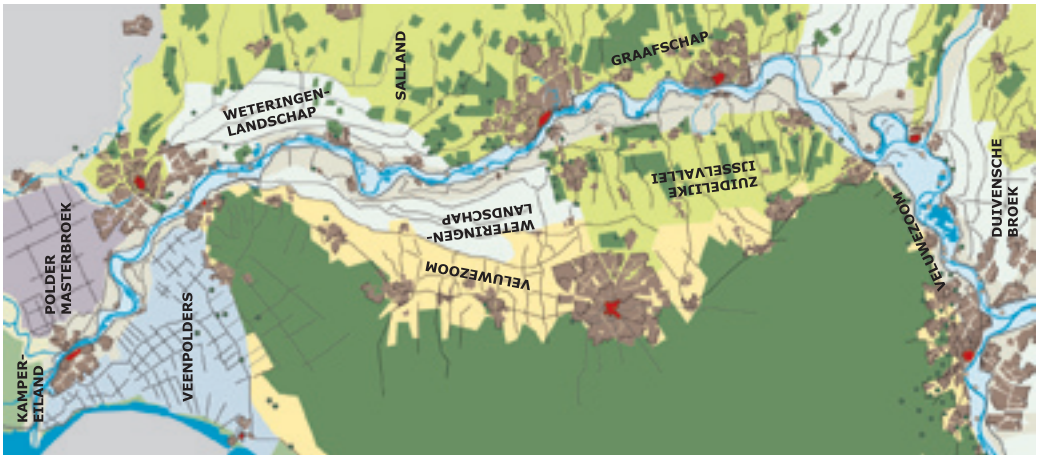 SALLAND
GRAAFSCHAP
WETERINGEN-
LANDSCHAP
ZUIDELIJKE
IJSSELVALLEI
DUIVENSCHE
BROEK
POLDER
MASTERBROEK
WETERINGEN-
LANDSCHAP
VELUWEZOOM
VELUWEZOOM
VEENPOLDERS
KAMPER-
EILAND